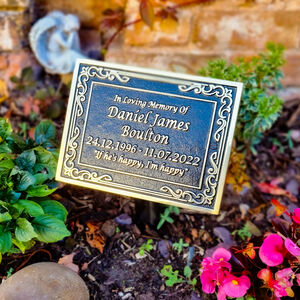 In Loving Memory Of
Daniel James
Boulton
24.12.1996 - 11.07.2022
"If he's happy, I'm happy"